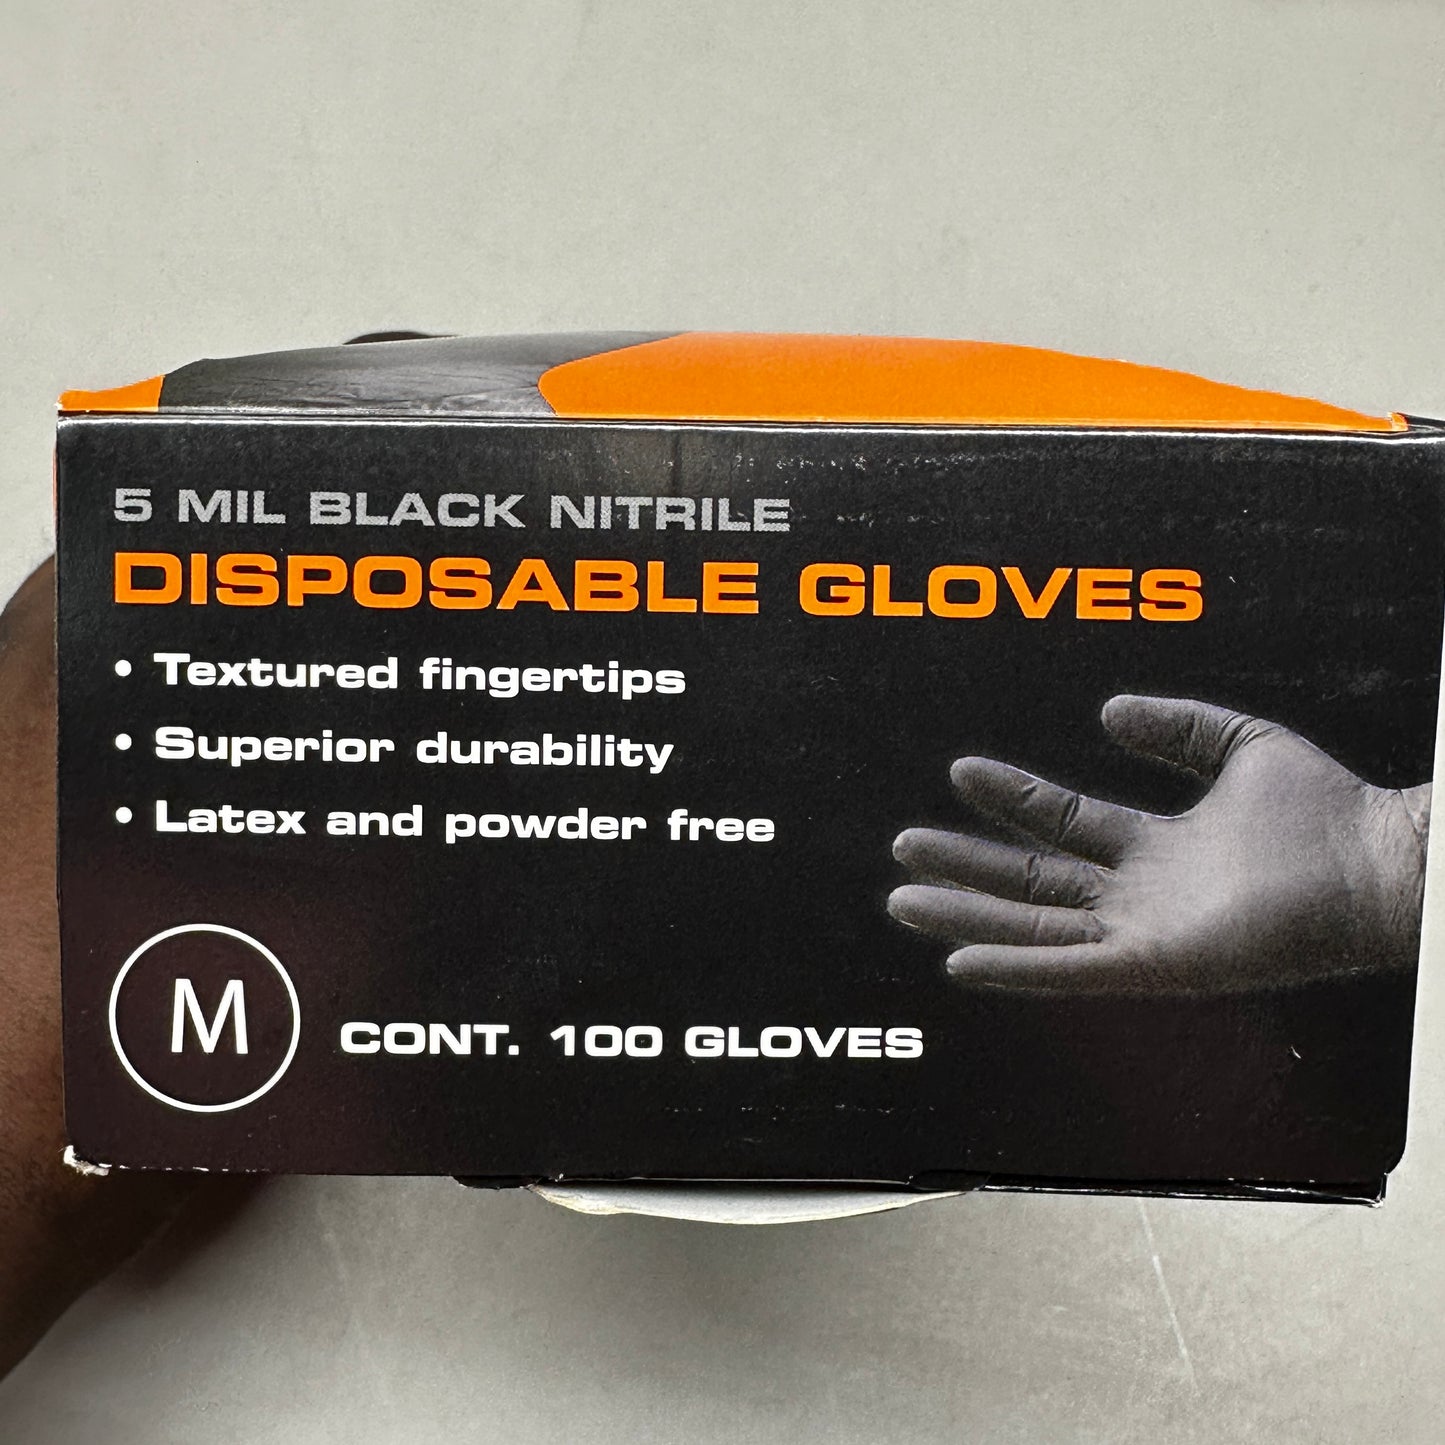 5 MIL BLACK NITRILE
DISPOSABLE GLOVES
• Textured fingertips
• Superior durability
• Latex and powder free
M
CONT. 100 GLOVES